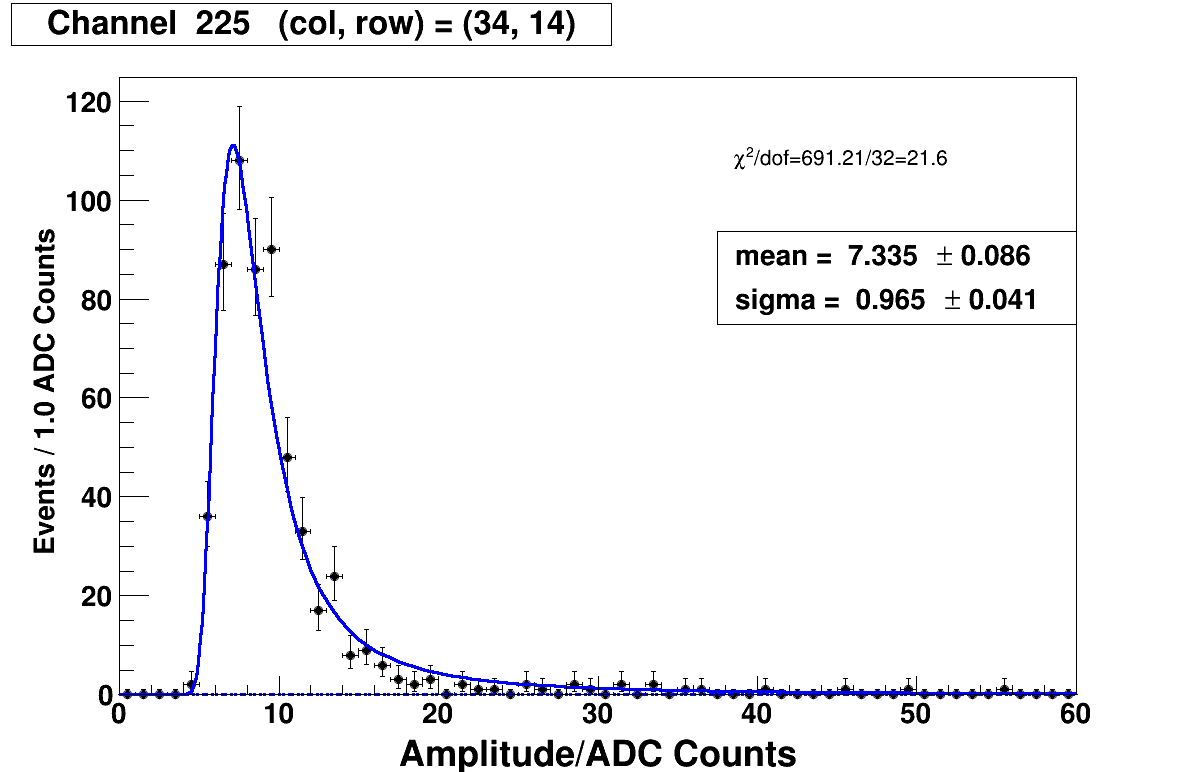 Channel 225 (col, row) = (34, 14)
120
100
80
60
40
20
0
Events / 1.0 ADC Counts
χ²/dof=691.21/32=21.6
mean = 7.335 ± 0.086
sigma = 0.965 ± 0.041
0 10 20 30 40 50 60
Amplitude/ADC Counts